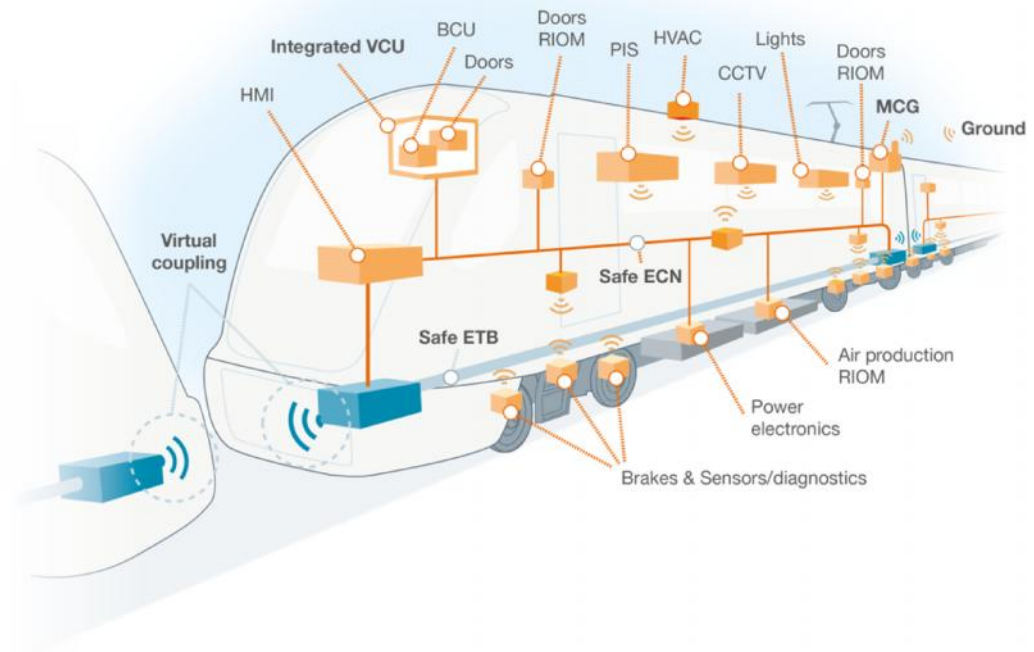 Integrated VCU
BCU
Doors
Doors
RIOM
PIS
HVAC
CCTV
Lights
Doors
RIOM
MCG
Ground
HMI
Virtual
coupling
Safe ECN
Safe ETB
Air production
RIOM
Power
electronics
Brakes & Sensors/diagnostics